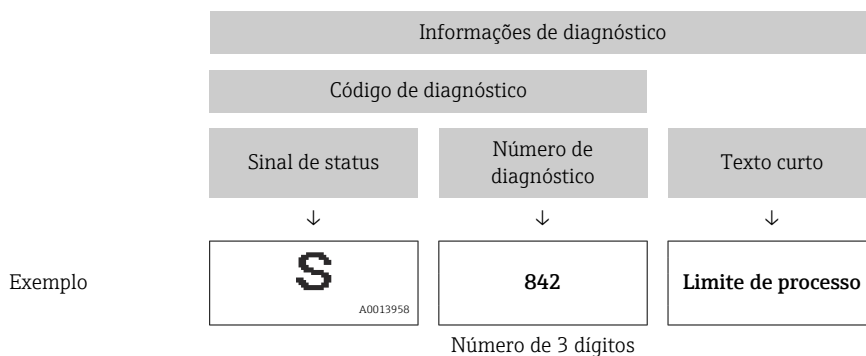 Informações de diagnóstico
Código de diagnóstico
Sinal de status
Número de
diagnóstico
Texto curto
↓ ↓ ↓
Exemplo
S
A0013958
842
Limite de processo
Número de 3 dígitos